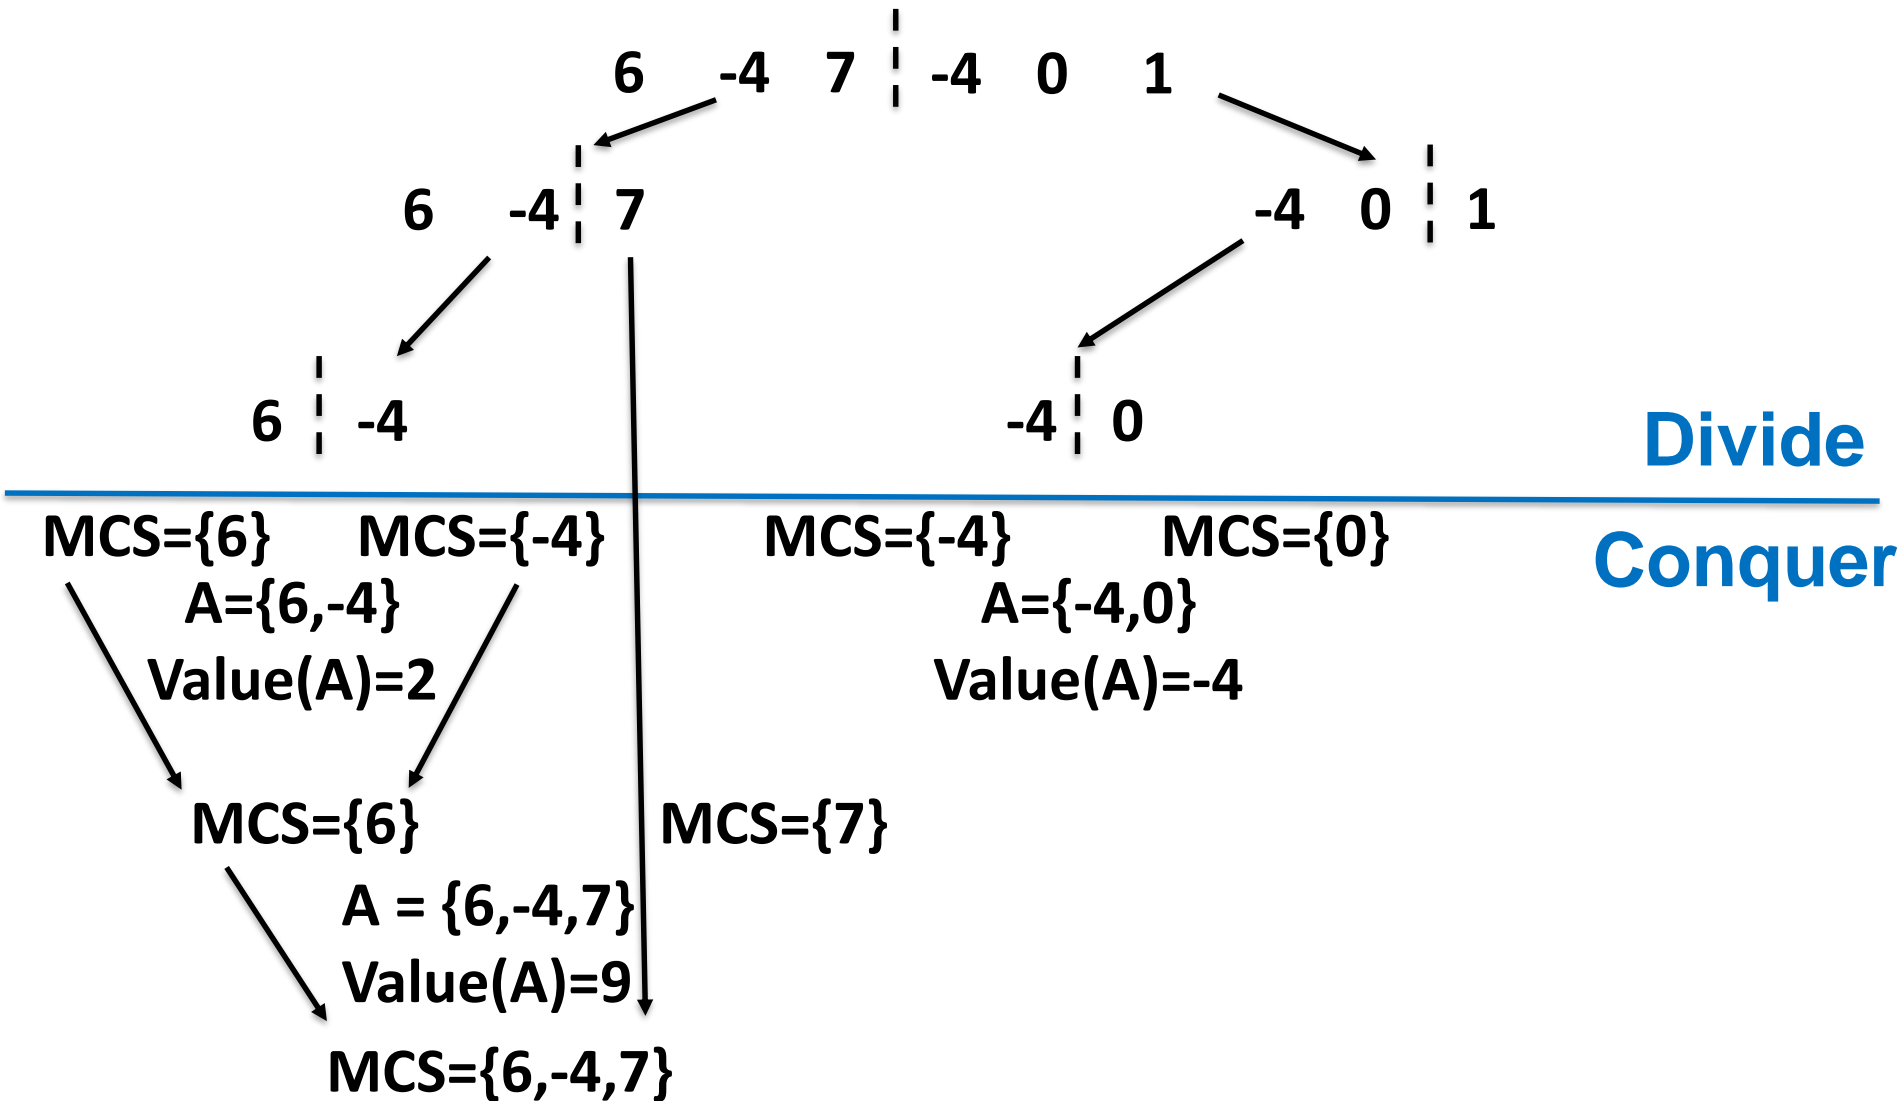 6 -4 7 -4 0 1
6 -4 7 -4 0 1
6 -4 -4 0
Divide
MCS={6} MCS={-4} MCS={-4} MCS={0}
Conquer
A={6,-4} A={-4,0}
Value(A)=2 Value(A)=-4
MCS={6} MCS={7}
A = {6,-4,7}
Value(A)=9
MCS={6,-4,7}